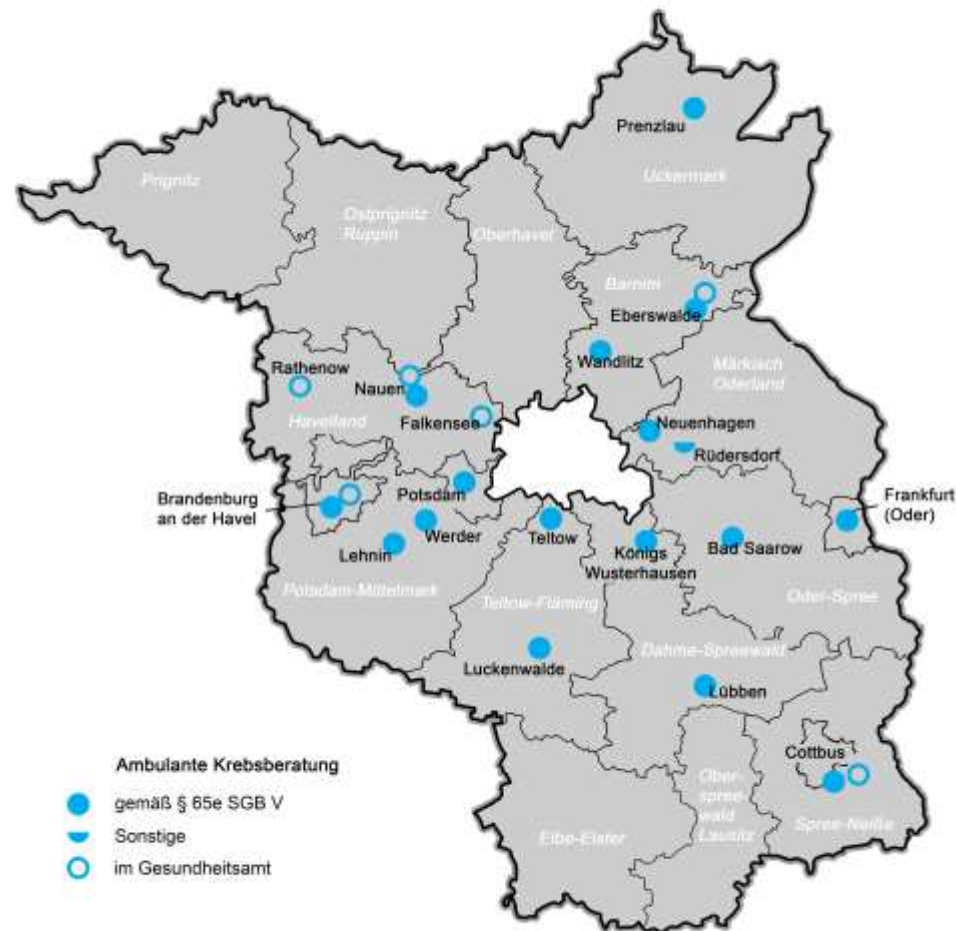 Prenzlau
Uckermark
Prignitz
Ostprignitz
Ruppin
Oberhavel
Barnim
Eberswalde
Wandlitz
Märkisch
Oderland
Rathenow
Nauen
Havelland
Falkensee
Neuenhagen
Rüdersdorf
Brandenburg
an der Havel
Potsdam
Frankfurt
(Oder)
Werder
Teltow
Lehnin
Königs
Wusterhausen
Bad Saarow
Potsdam-Mittelmark
Teltow-Fläming
Oder-Spree
Luckenwalde
Dahme-Spreewald
Lübben
Cottbus
Ober-
spree-
wald
Lausitz
Spree-Neiße
Elbe-Elster
Ambulante Krebsberatung
gemäß § 65e SGB V
Sonstige
im Gesundheitsamt